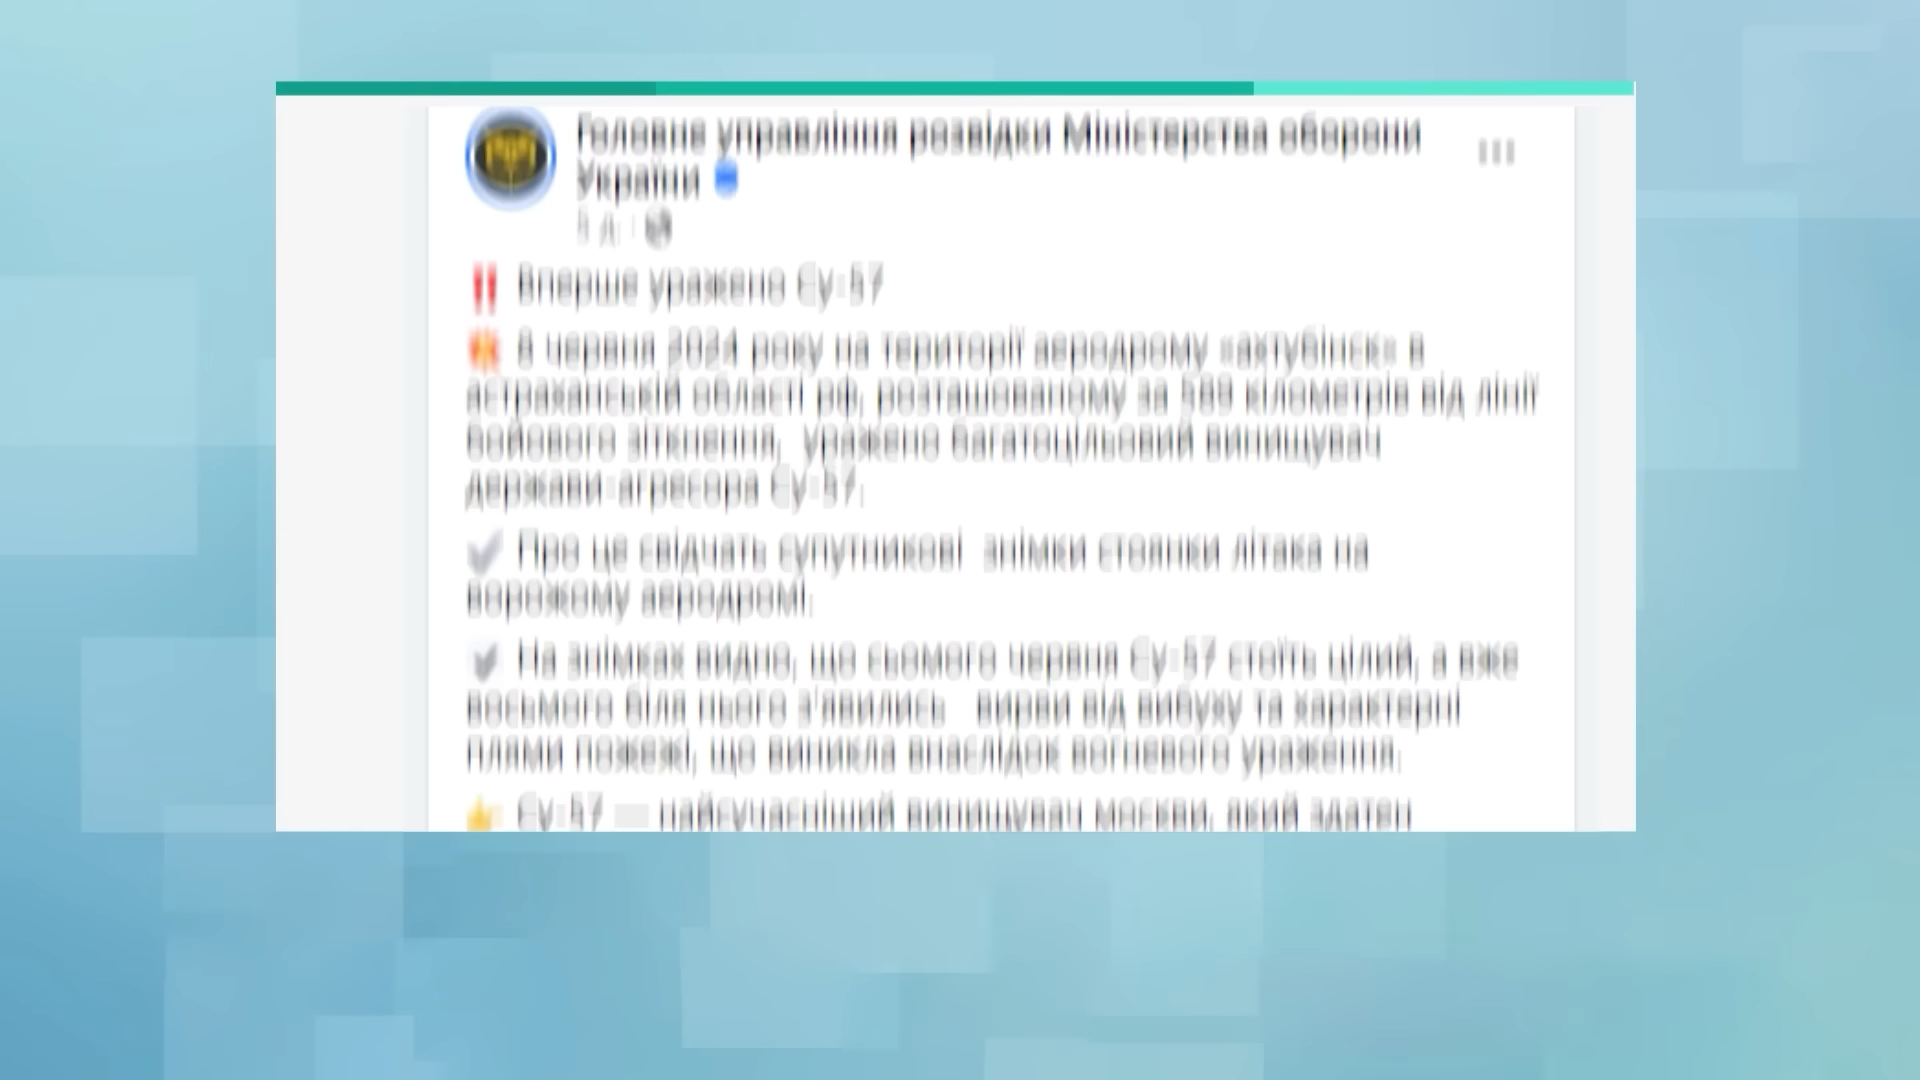 Головне управління розвідки Міністерства оборони
України
Вперше уражено Су-57
8 червня 2024 року на території аеродрому «ахтубінск» в
астраханській області рф, розташованому за 589 кілометрів від лінії
бойового зіткнення, уражено багатоцільовий винищувач
держави-агресора Су-57.
Про це свідчать супутникові знімки стоянки літака на
ворожому аеродромі.
На знімках видно, що сьомого червня Су-57 стоїть цілий, а вже
восьмого біля нього з'явились вирви від вибуху та характерні
плями пожежі, що виникла внаслідок вогневого ураження.
Су-57 — найсучасніший винищувач москви, який здатен